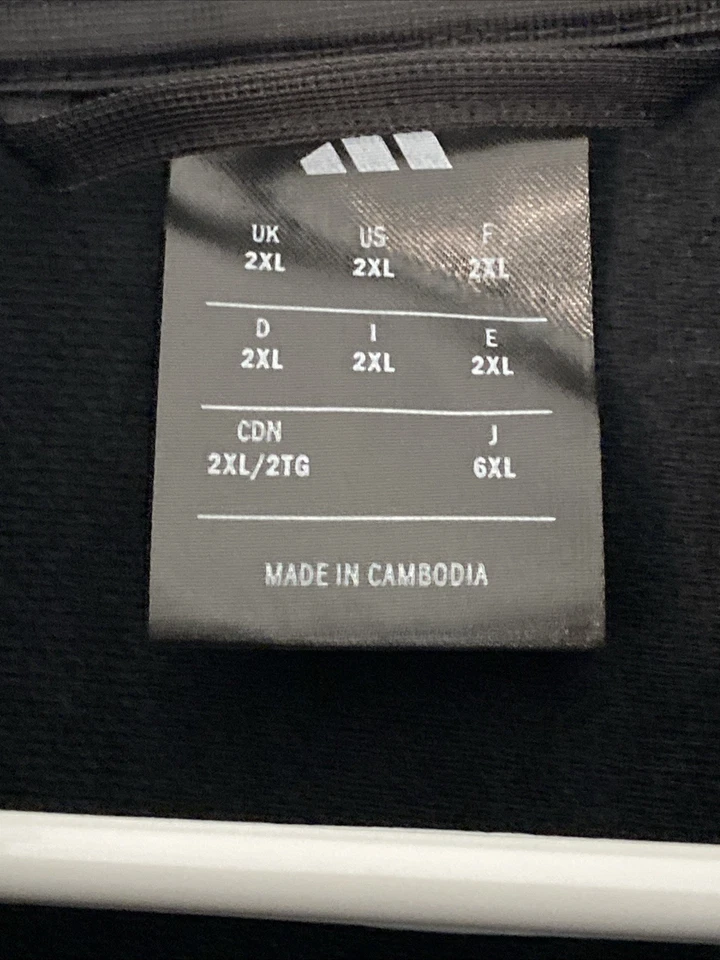 UK US F
2XL 2XL 2XL
D I E
2XL 2XL 2XL
CDN J
2XL/2TG 6XL
MADE IN CAMBODIA